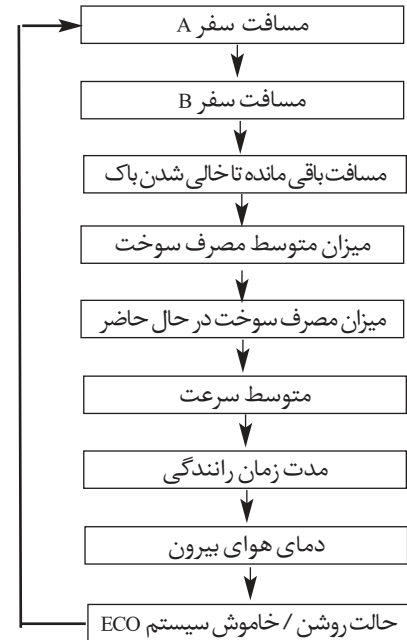 مسافت سفر A
مسافت سفر B
مسافت باقی مانده تا خالی شدن باک
میزان متوسط مصرف سوخت
میزان مصرف سوخت در حال حاضر
متوسط سرعت
مدت زمان رانندگی
دمای هوای بیرون
حالت روشن / خاموش سیستم ECO